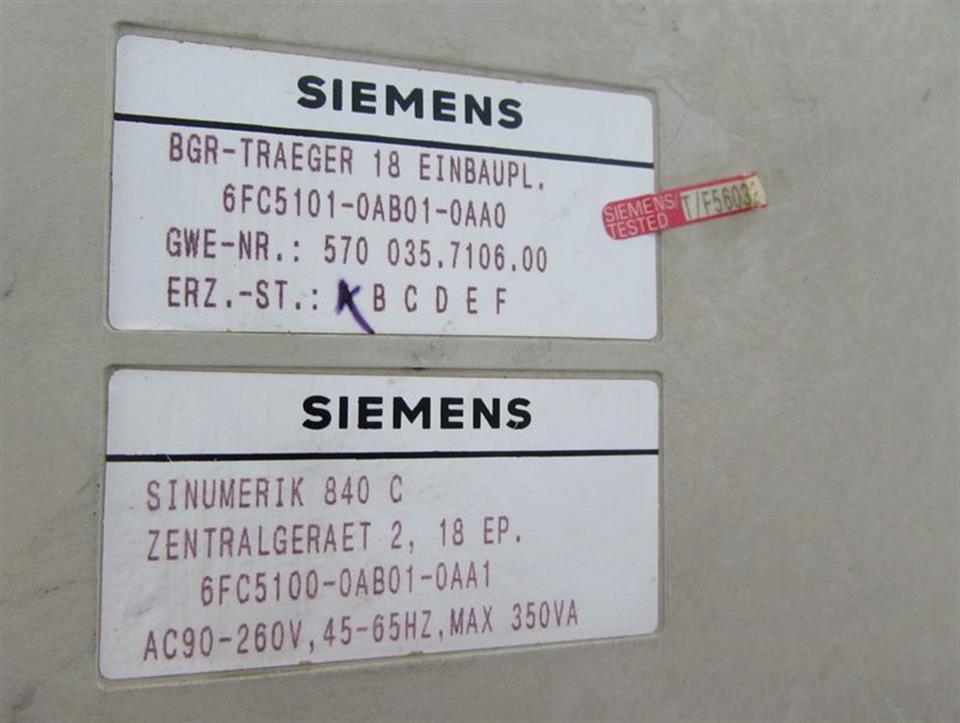 SIEMENS
BGR-TRAEGER 18 EINBAUPL.
6FC5101-0AB01-0AA0
GWE-NR.: 570 035.7106.00
ERZ.-ST.: A B C D E F
SIEMENS
TESTED
SIEMENS
SINUMERIK 840 C
ZENTRALGERAET 2, 18 EP.
6FC5100-0AB01-0AA1
AC90-260V,45-65HZ,MAX 350VA